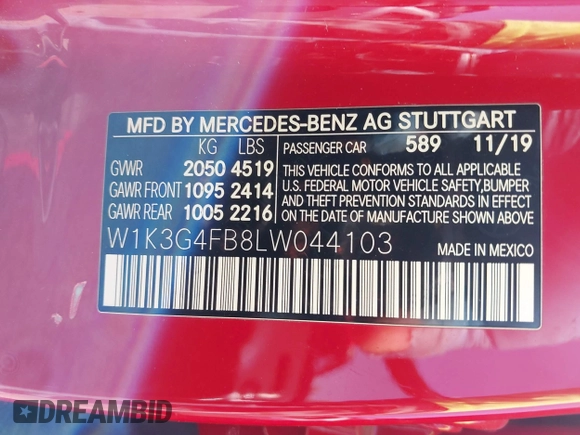 MFD BY MERCEDES-BENZ AG STUTTGART
KG LBS PASSENGER CAR 589 11/19
GVWR 2050 4519
GAWR FRONT 1095 2414
GAWR REAR 1005 2216
THIS VEHICLE CONFORMS TO ALL APPLICABLE
U.S. FEDERAL MOTOR VEHICLE SAFETY, BUMPER
AND THEFT PREVENTION STANDARDS IN EFFECT
ON THE DATE OF MANUFACTURE SHOWN ABOVE.
W1K3G4FB8LW044103
MADE IN MEXICO
DREAMBID